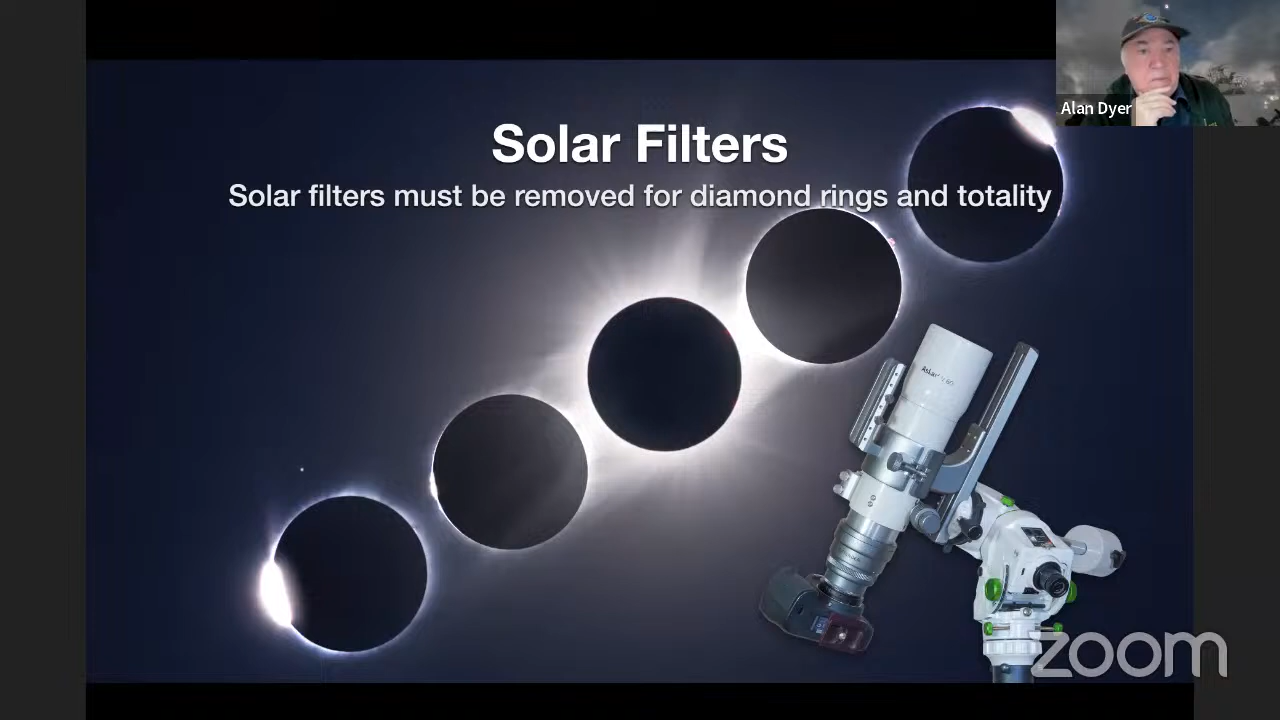 Solar Filters
Solar filters must be removed for diamond rings and totality
Alan Dyer
zoom